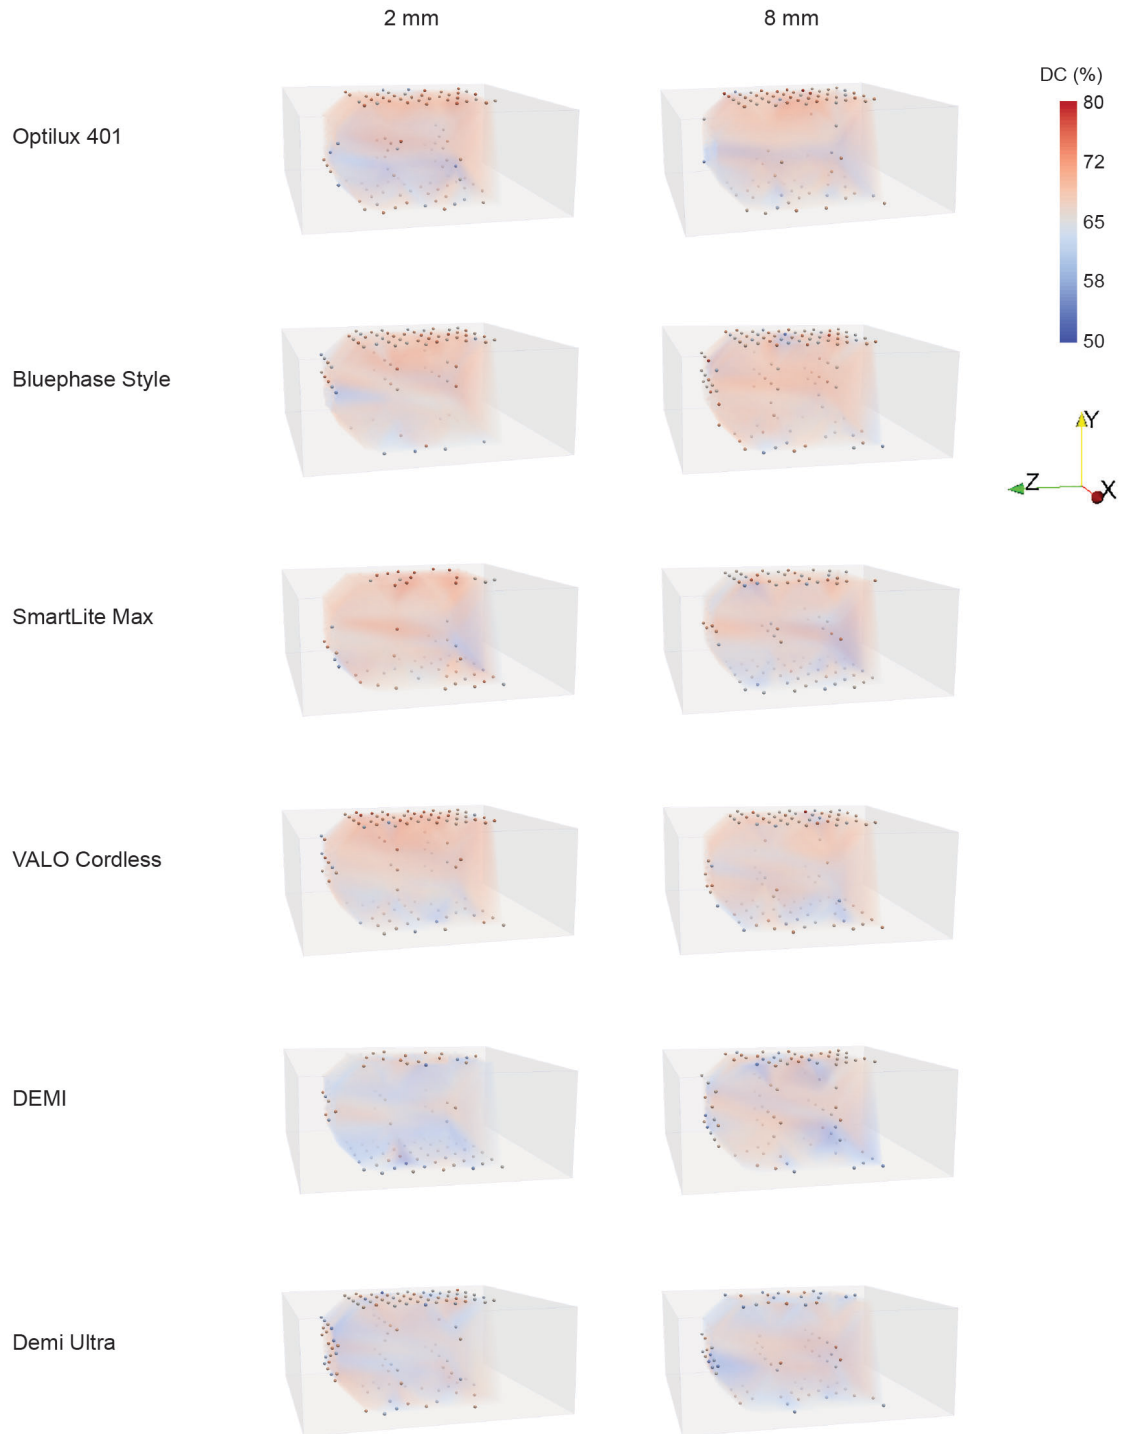 2 mm
8 mm
DC (%)
80
Optilux 401
72
65
58
50
Bluephase Style
Y
Z
X
SmartLite Max
VALO Cordless
DEMI
Demi Ultra